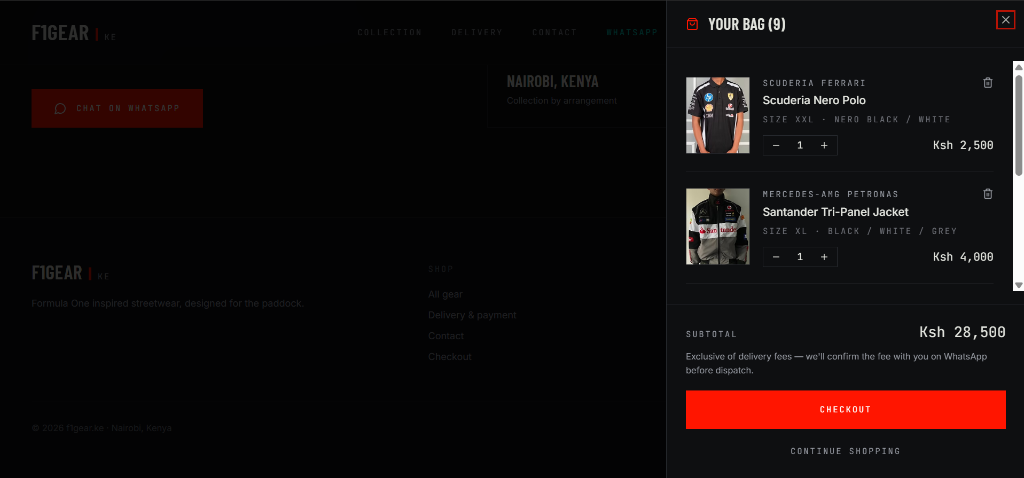 F1GEAR | KE
COLLECTION DELIVERY CONTACT WHATSAPP
CHAT ON WHATSAPP
NAIROBI, KENYA
Collection by arrangement
F1GEAR | KE
Formula One inspired streetwear, designed for the paddock.
SHOP
All gear
Delivery & payment
Contact
Checkout
© 2026 F1gear.ke · Nairobi, Kenya
YOUR BAG (9)
SCUDERIA FERRARI
Scuderia Nero Polo
SIZE XXL · NERO BLACK / WHITE
− 1 +
Ksh 2,500
MERCEDES-AMG PETRONAS
Santander Tri-Panel Jacket
SIZE XL · BLACK / WHITE / GREY
− 1 +
Ksh 4,000
SUBTOTAL
Ksh 28,500
Exclusive of delivery fees — we'll confirm the fee with you on WhatsApp
before dispatch.
CHECKOUT
CONTINUE SHOPPING